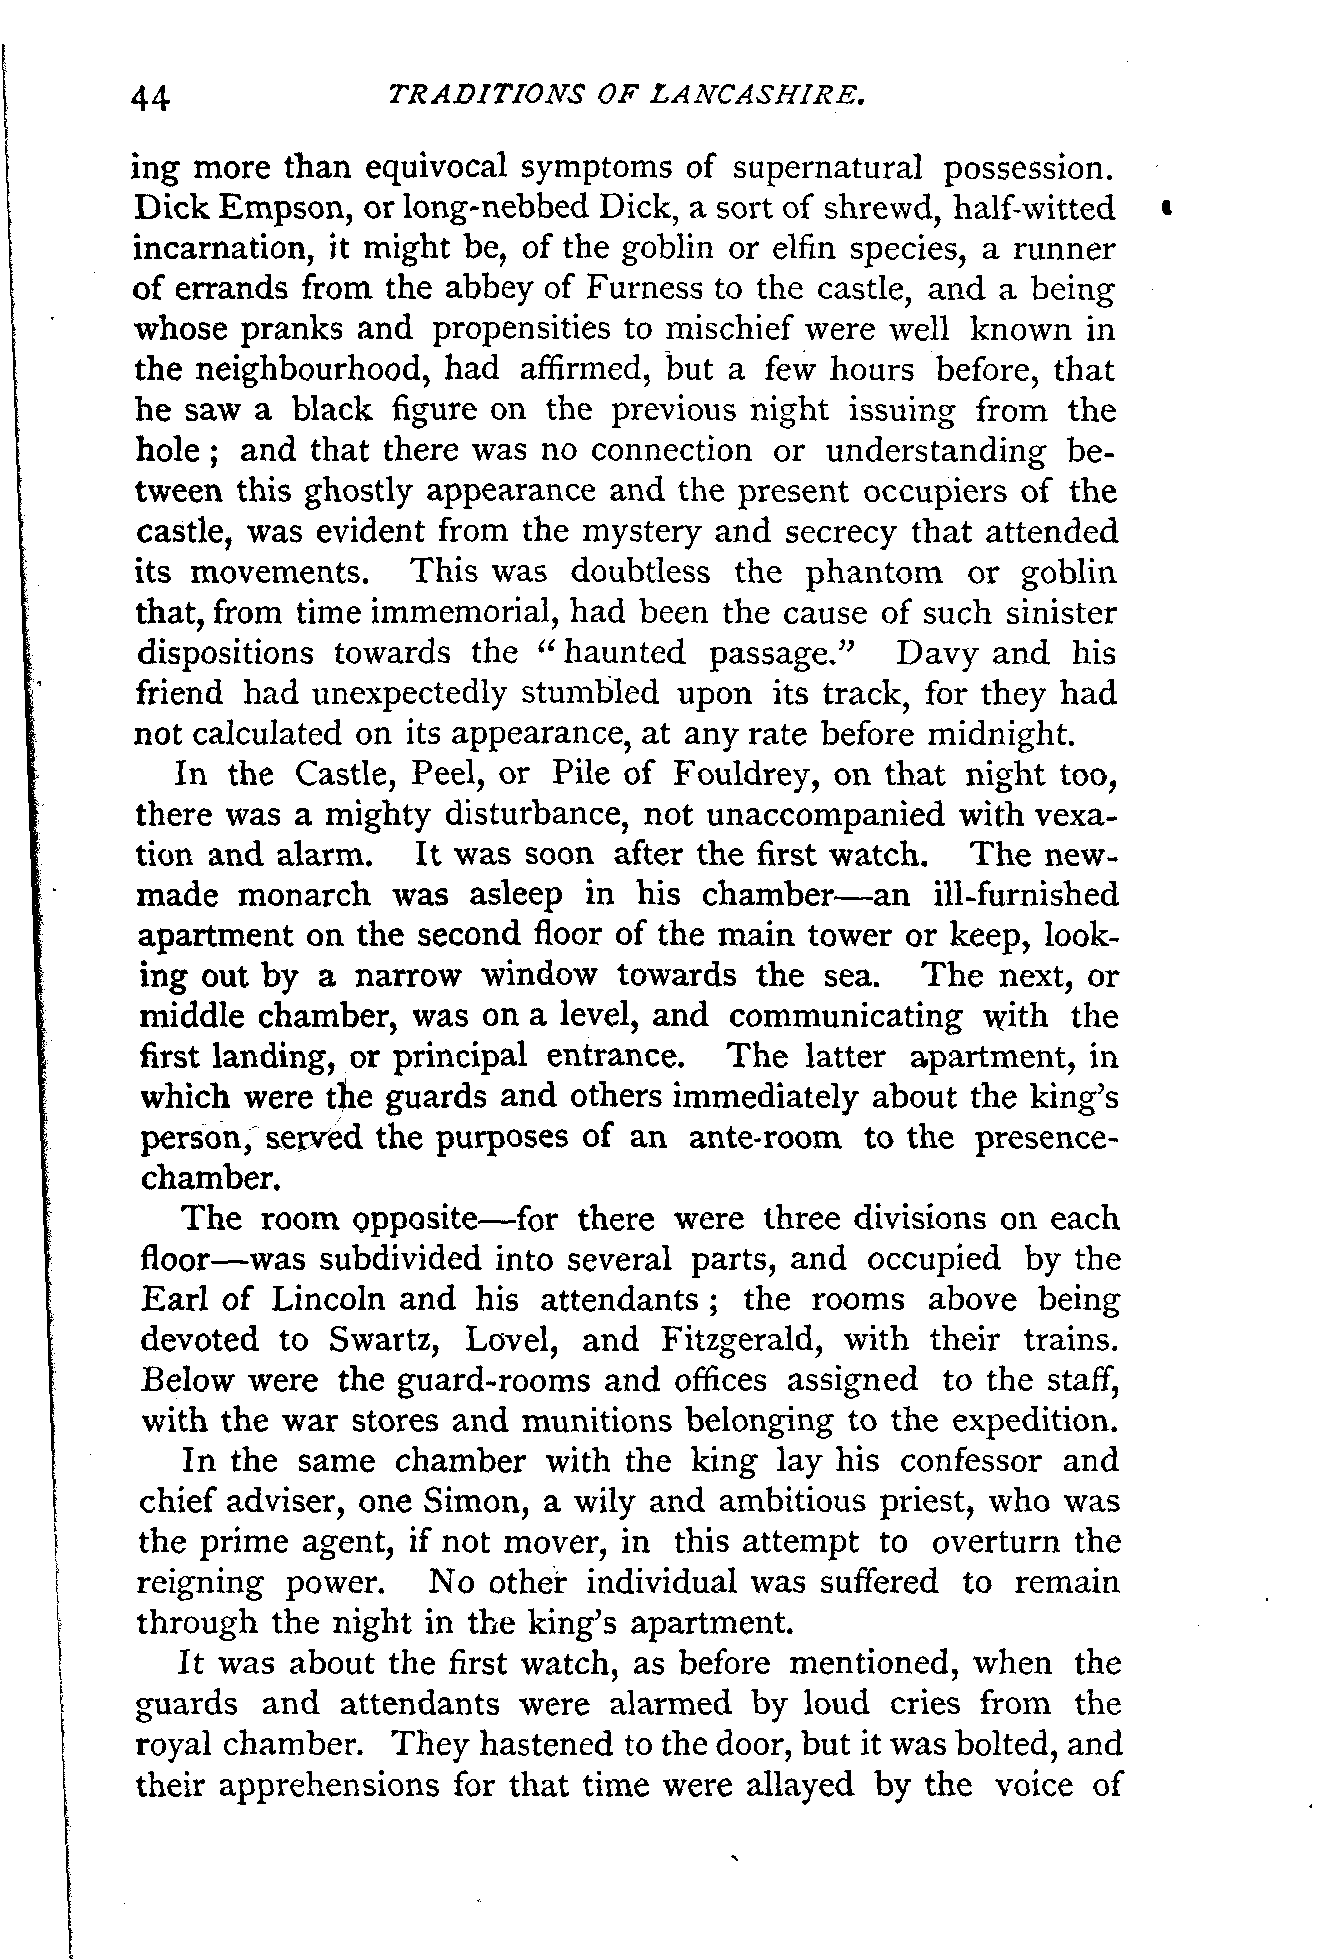 44 TRADITIONS OF LANCASHIRE.
ing more than equivocal symptoms of supernatural possession.
Dick Empson, or long-nebbed Dick, a sort of shrewd, half-witted
incarnation, it might be, of the goblin or elfin species, a runner
of errands from the abbey of Furness to the castle, and a being
whose pranks and propensities to mischief were well known in
the neighbourhood, had affirmed, but a few hours before, that
he saw a black figure on the previous night issuing from the
hole ; and that there was no connection or understanding be-
tween this ghostly appearance and the present occupiers of the
castle, was evident from the mystery and secrecy that attended
its movements. This was doubtless the phantom or goblin
that, from time immemorial, had been the cause of such sinister
dispositions towards the “haunted passage.” Davy and his
friend had unexpectedly stumbled upon its track, for they had
not calculated on its appearance, at any rate before midnight.
In the Castle, Peel, or Pile of Fouldrey, on that night too,
there was a mighty disturbance, not unaccompanied with vexa-
tion and alarm. It was soon after the first watch. The new-
made monarch was asleep in his chamber—an ill-furnished
apartment on the second floor of the main tower or keep, look-
ing out by a narrow window towards the sea. The next, or
middle chamber, was on a level, and communicating with the
first landing, or principal entrance. The latter apartment, in
which were the guards and others immediately about the king's
person, served the purposes of an ante-room to the presence-
chamber.
The room opposite—for there were three divisions on each
floor—was subdivided into several parts, and occupied by the
Earl of Lincoln and his attendants ; the rooms above being
devoted to Swartz, Lovel, and Fitzgerald, with their trains.
Below were the guard-rooms and offices assigned to the staff,
with the war stores and munitions belonging to the expedition.
In the same chamber with the king lay his confessor and
chief adviser, one Simon, a wily and ambitious priest, who was
the prime agent, if not mover, in this attempt to overturn the
reigning power. No other individual was suffered to remain
through the night in the king's apartment.
It was about the first watch, as before mentioned, when the
guards and attendants were alarmed by loud cries from the
royal chamber. They hastened to the door, but it was bolted, and
their apprehensions for that time were allayed by the voice of